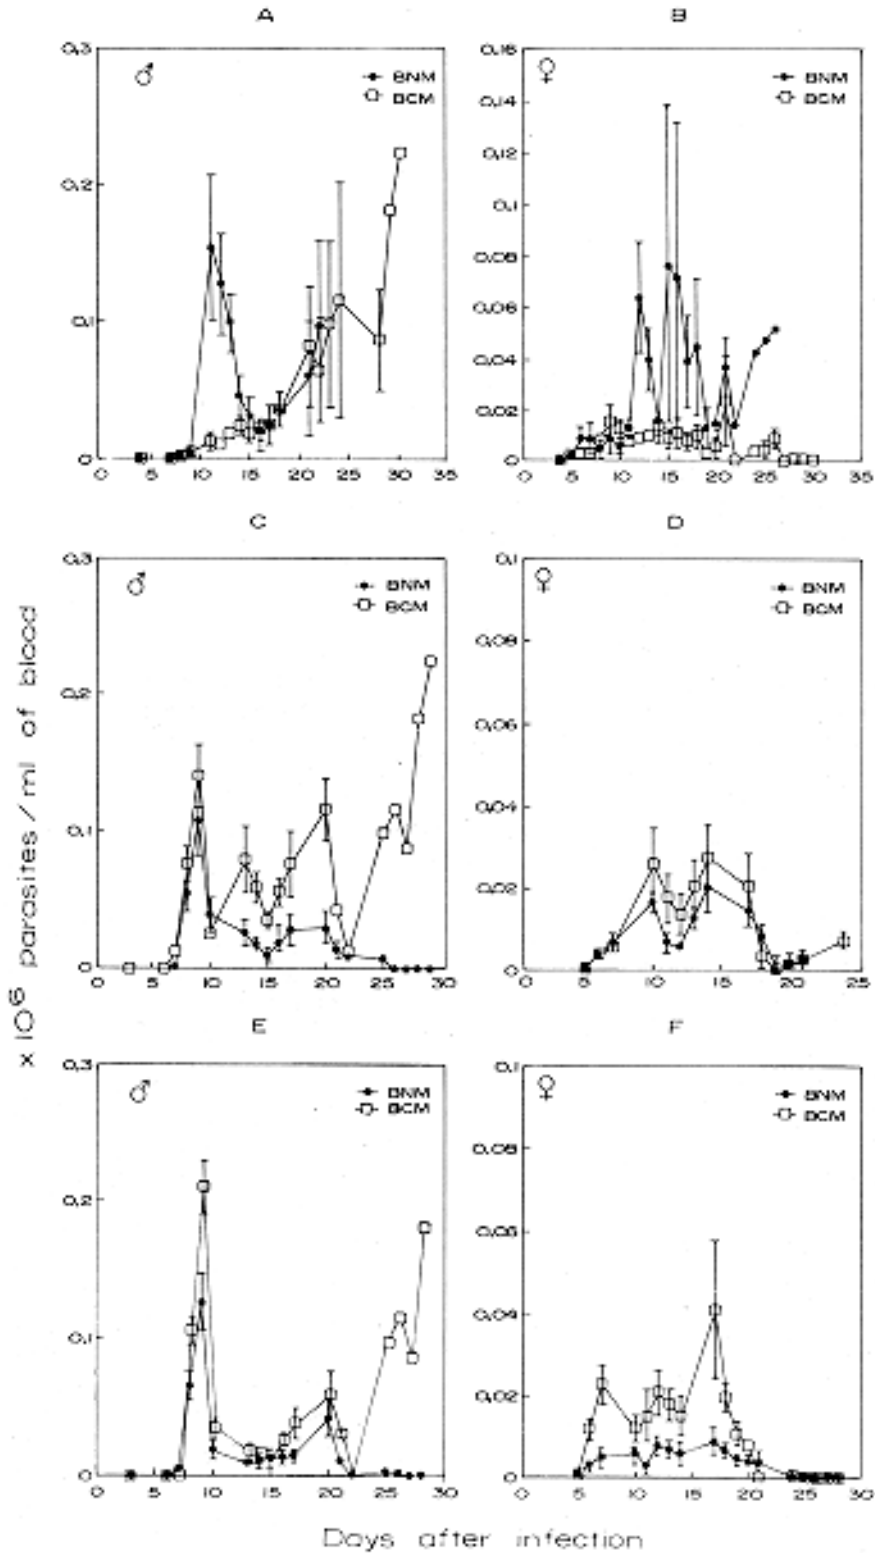 A
♂
BNM
BCM
0,3
0,2
0,1
0
0 5 10 15 20 25 30 35
B
♀
BNM
BCM
0,16
0,14
0,12
0,1
0,08
0,06
0,04
0,02
0
0 5 10 15 20 25 30 35
C
♂
BNM
BCM
0,3
0,2
0,1
0
0 5 10 15 20 25 30
D
♀
BNM
BCM
0,1
0,08
0,06
0,04
0,02
0
0 5 10 15 20 25
E
♂
BNM
BCM
0,3
0,2
0,1
0
0 5 10 15 20 25 30
F
♀
BNM
BCM
0,1
0,08
0,06
0,04
0,02
0
0 5 10 15 20 25 30
x 10⁶ parasites / ml of blood
Days after infection